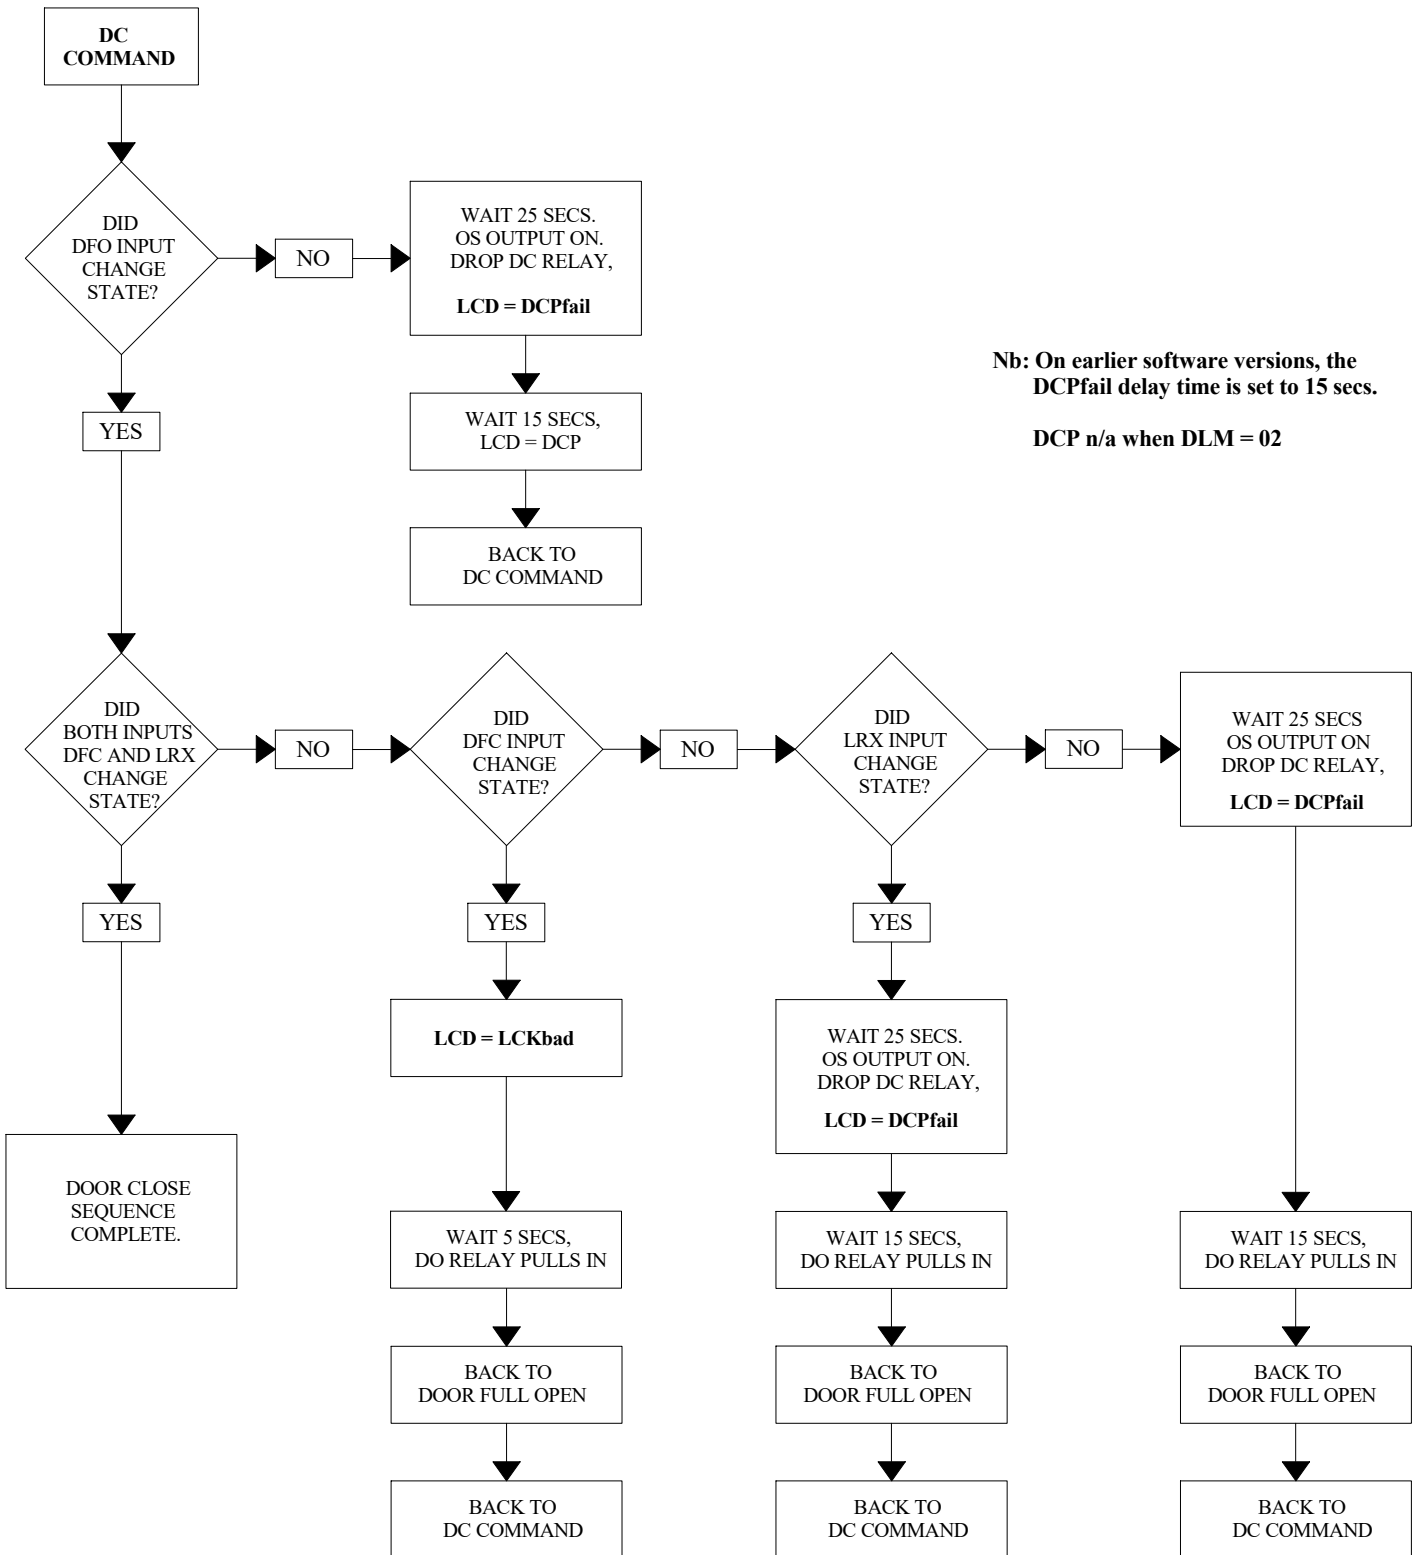 DC
COMMAND
DID
DFO INPUT
CHANGE
STATE?
NO
WAIT 25 SECS.
OS OUTPUT ON.
DROP DC RELAY,
LCD = DCPfail
YES
WAIT 15 SECS,
LCD = DCP
BACK TO
DC COMMAND
Nb: On earlier software versions, the
DCPfail delay time is set to 15 secs.
DCP n/a when DLM = 02
DID
BOTH INPUTS
DFC AND LRX
CHANGE
STATE?
NO
DID
DFC INPUT
CHANGE
STATE?
NO
DID
LRX INPUT
CHANGE
STATE?
NO
WAIT 25 SECS
OS OUTPUT ON
DROP DC RELAY,
LCD = DCPfail
YES
YES
YES
DOOR CLOSE
SEQUENCE
COMPLETE.
LCD = LCKbad
WAIT 25 SECS.
OS OUTPUT ON.
DROP DC RELAY,
LCD = DCPfail
WAIT 5 SECS,
DO RELAY PULLS IN
WAIT 15 SECS,
DO RELAY PULLS IN
WAIT 15 SECS,
DO RELAY PULLS IN
BACK TO
DOOR FULL OPEN
BACK TO
DOOR FULL OPEN
BACK TO
DOOR FULL OPEN
BACK TO
DC COMMAND
BACK TO
DC COMMAND
BACK TO
DC COMMAND